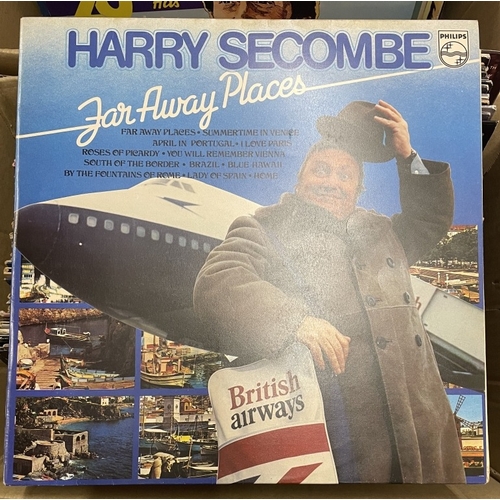 HARRY SECOMBE
PHILIPS
Far Away Places
FAR AWAY PLACES • SUMMERTIME IN VENICE
APRIL IN PORTUGAL • I LOVE PARIS
ROSES OF PICARDY • YOU WILL REMEMBER VIENNA
SOUTH OF THE BORDER • BRAZIL • BLUE HAWAII
BY THE FOUNTAINS OF ROME • LADY OF SPAIN • HOME
British
airways